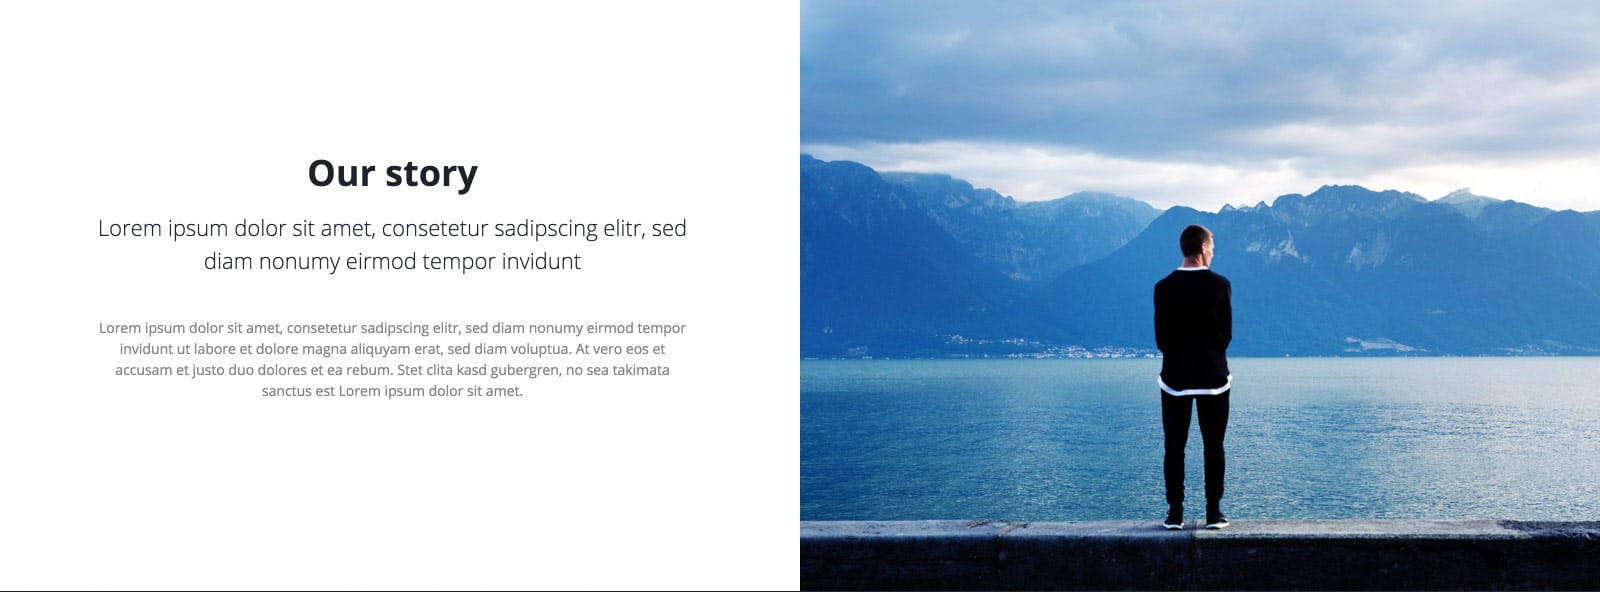 Our story
Lorem ipsum dolor sit amet, consetetur sadipscing elitr, sed
diam nonumy eirmod tempor invidunt
Lorem ipsum dolor sit amet, consetetur sadipscing elitr, sed diam nonumy eirmod tempor
invidunt ut labore et dolore magna aliquyam erat, sed diam voluptua. At vero eos et
accusam et justo duo dolores et ea rebum. Stet clita kasd gubergren, no sea takimata
sanctus est Lorem ipsum dolor sit amet.